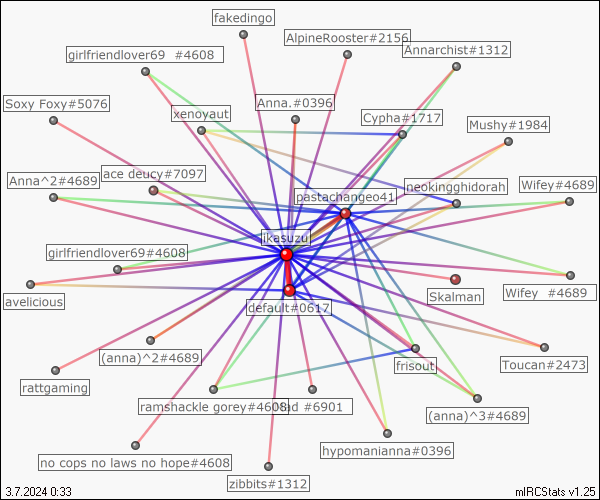 fakedingo
AlpineRooster#2156
girlfriendlover69 #4608
Annarchist#1312
Soxy Foxy#5076
Anna.#0396
xenoyaut
Cypha#1717
Mushy#1984
Anna^2#4689
ace deucy#7097
pastachangeo41
neokingghidorah
Wifey#4689
ikasuzu
girlfriendlover69#4608
avelicious
Skalman
Wifey #4689
default#0617
(anna)^2#4689
Toucan#2473
frisout
rattgaming
ramshackle gorey#4608
#6901
(anna)^3#4689
hypomanianna#0396
no cops no laws no hope#4608
zibbits#1312
3.7.2024 0:33
mIRCStats v1.25